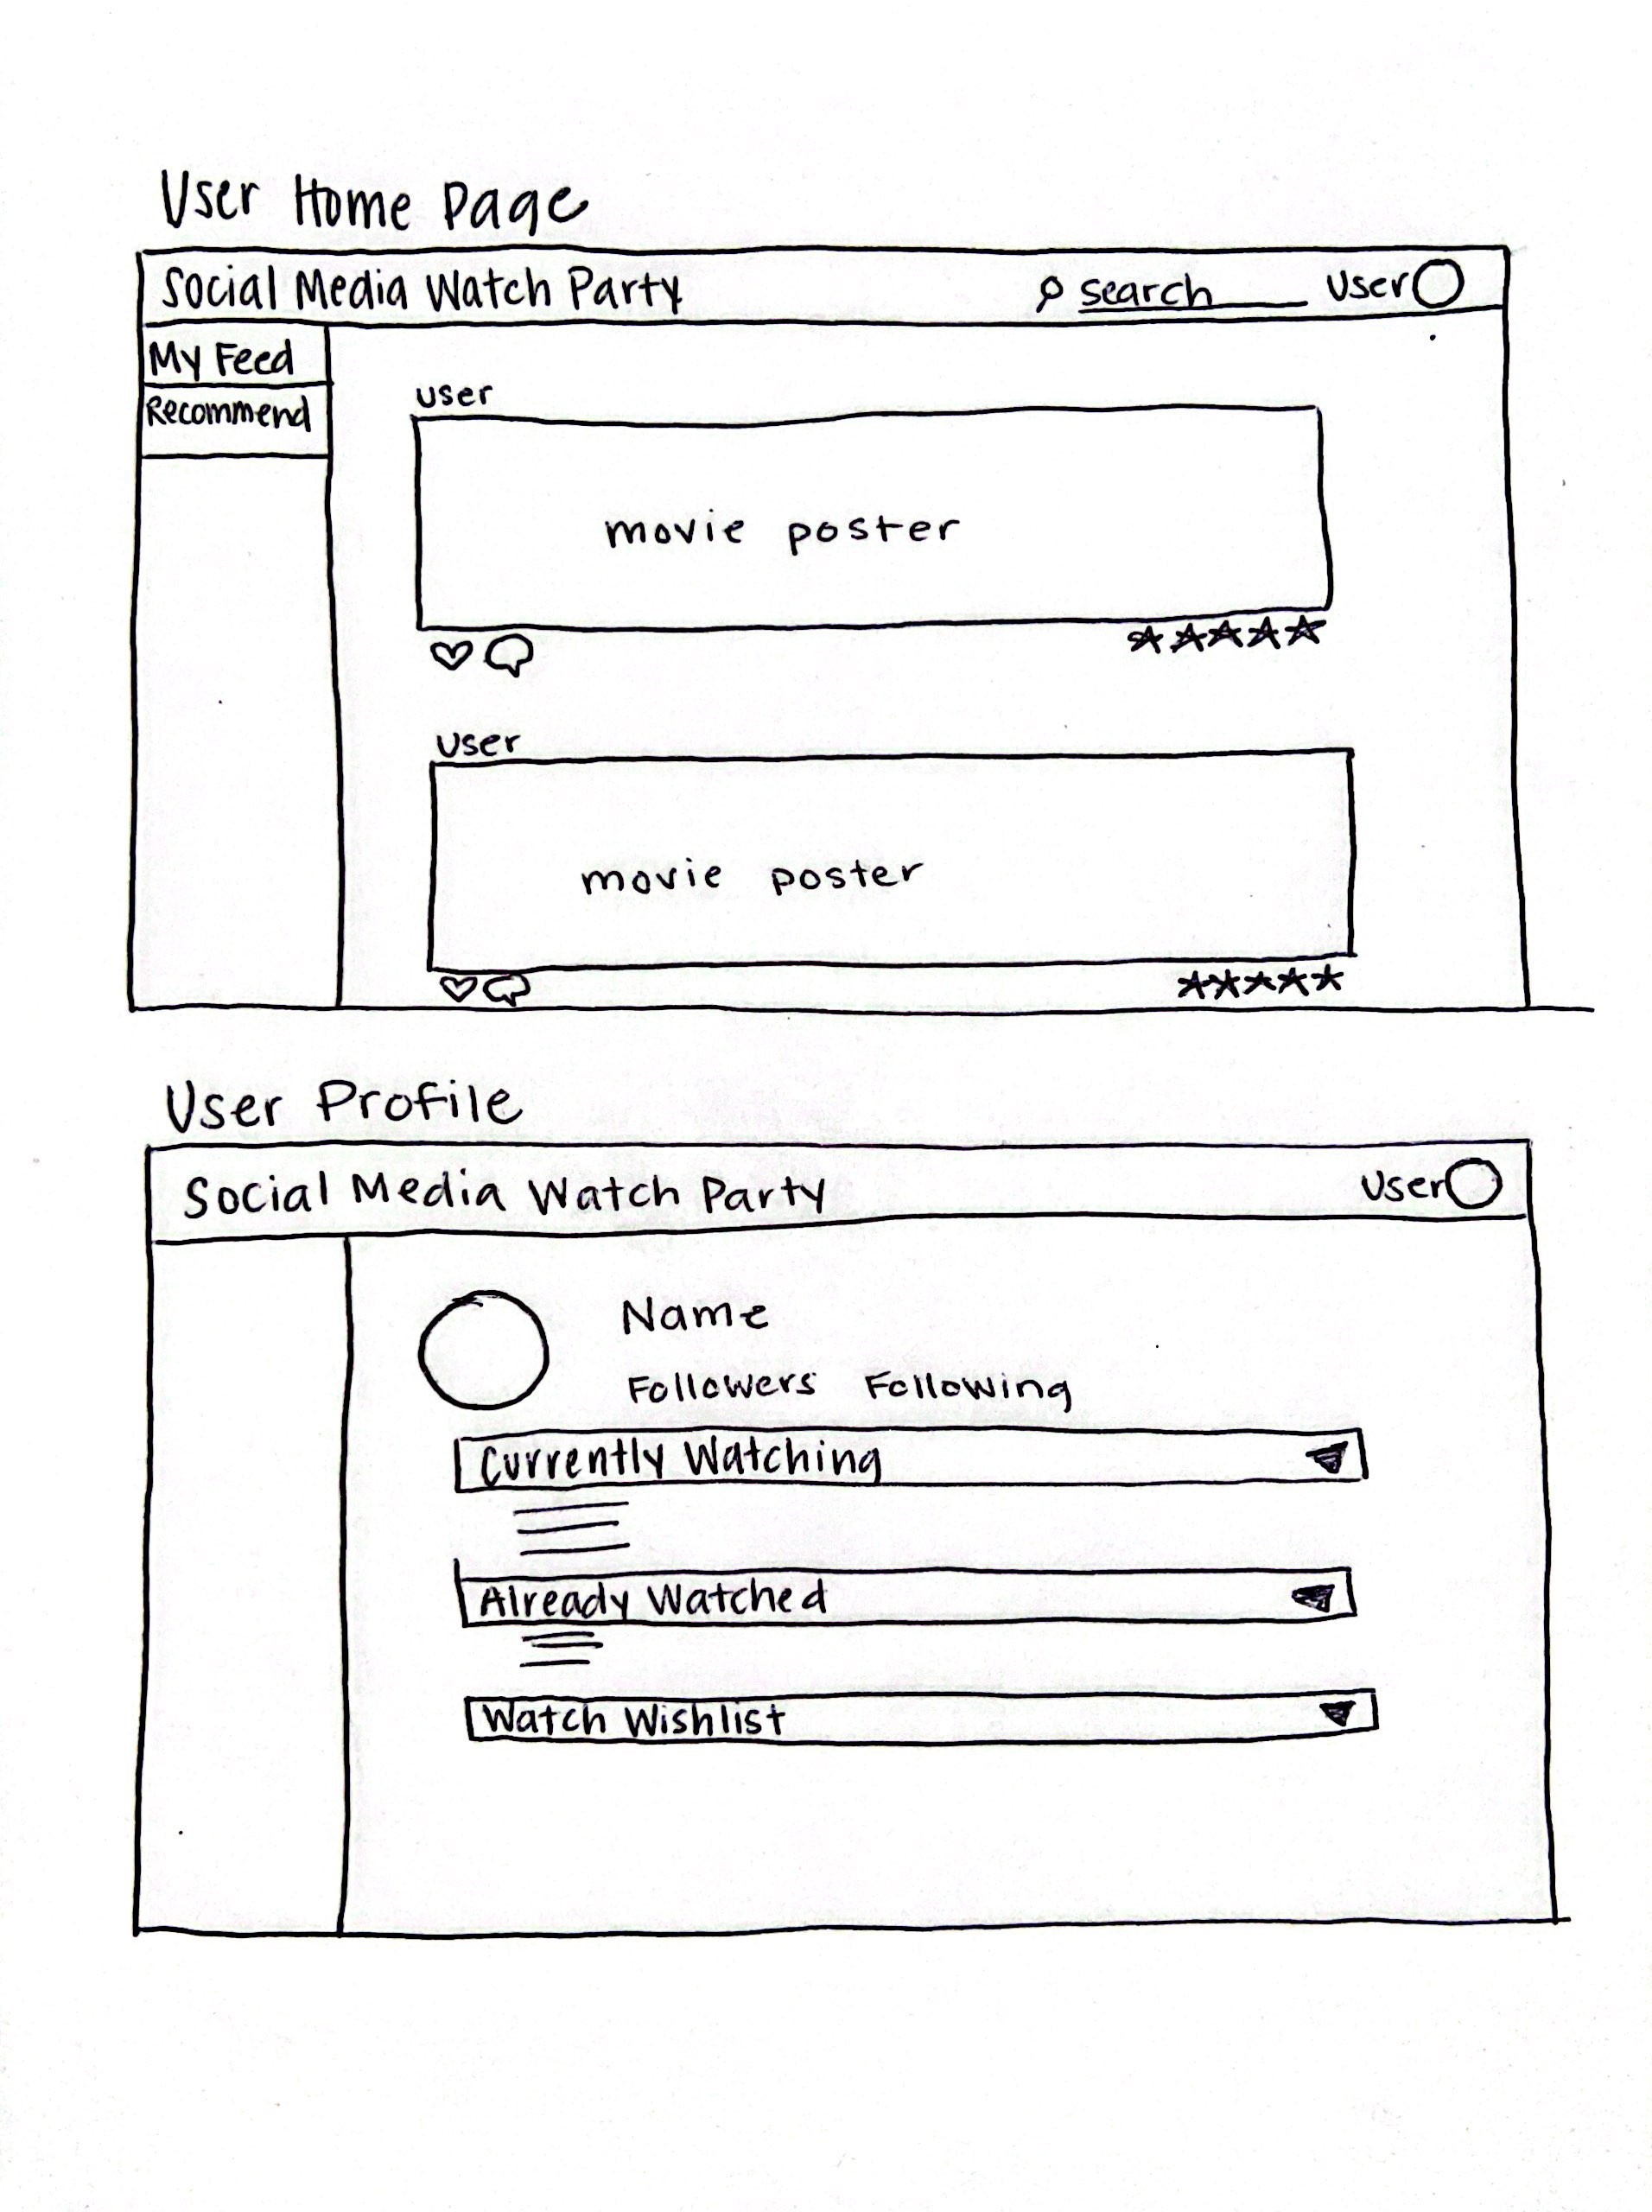 User Home Page
Social Media Watch Party search User
My Feed
Recommend
user
movie poster
user
movie poster
User Profile
Social Media Watch Party User
Name
Followers Following
Currently Watching
Already Watched
Watch Wishlist